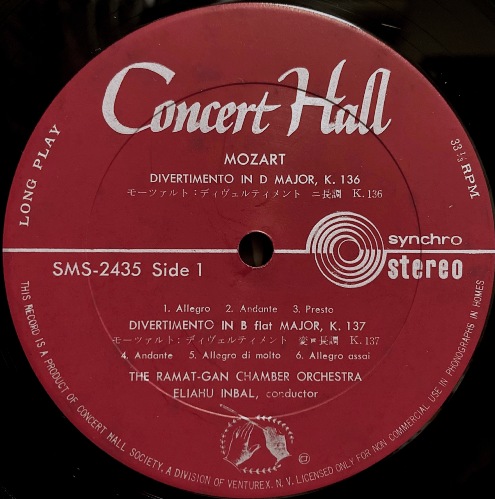 Concert Hall
LONG PLAY
33 1/3 RPM
MOZART
DIVERTIMENTO IN D MAJOR, K. 136
モーツァルト：ディヴェルティメント ニ長調 K. 136
synchro
stereo
SMS-2435 Side 1
1. Allegro 2. Andante 3. Presto
DIVERTIMENTO IN B flat MAJOR, K. 137
モーツァルト：ディヴェルティメント 変ロ長調 K. 137
4. Andante 5. Allegro di molto 6. Allegro assai
THE RAMAT-GAN CHAMBER ORCHESTRA
ELIAHU INBAL, conductor
THIS RECORD IS A PRODUCT OF CONCERT HALL SOCIETY, A DIVISION OF VENTUREX. N. V. LICENSED ONLY FOR NON COMMERCIAL USE IN PHONOGRAPHS IN HOMES